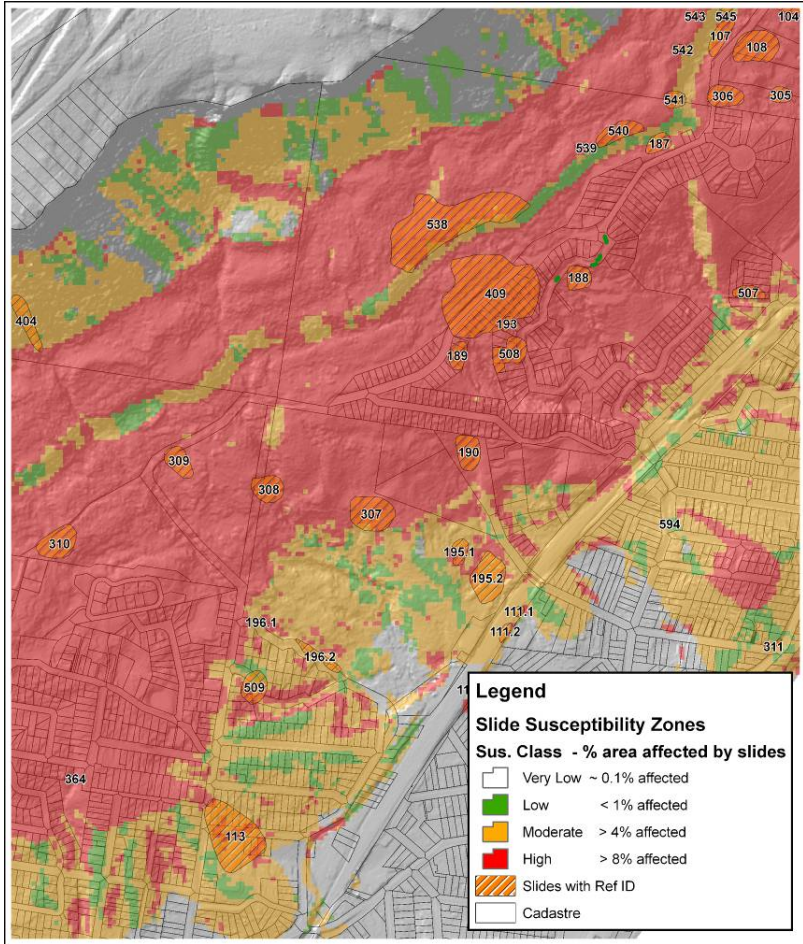 543 545 104
107
542 108
541 306 305
540
539 187
538
188
409 507
193
404
189 508
190
309
308
307
310 594
195.1
195.2
111.1
196.1 111.2
196.2 311
509
364
113
Legend
Slide Susceptibility Zones
Sus. Class - % area affected by slides
Very Low ~ 0.1% affected
Low < 1% affected
Moderate > 4% affected
High > 8% affected
Slides with Ref ID
Cadastre